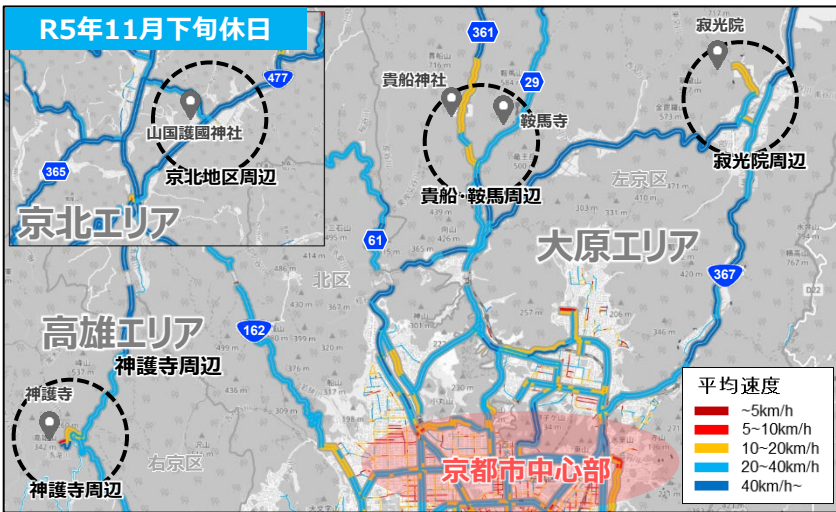 R5年11月下旬休日
477
山国護國神社
365
京北地区周辺
京北エリア
361
貴船神社
29
鞍馬寺
貴船・鞍馬周辺
寂光院
寂光院周辺
左京区
大原エリア
61
北区
367
162
高雄エリア
神護寺周辺
神護寺
神護寺周辺
右京区
京都市中心部
平均速度
~5km/h
5~10km/h
10~20km/h
20~40km/h
40km/h~